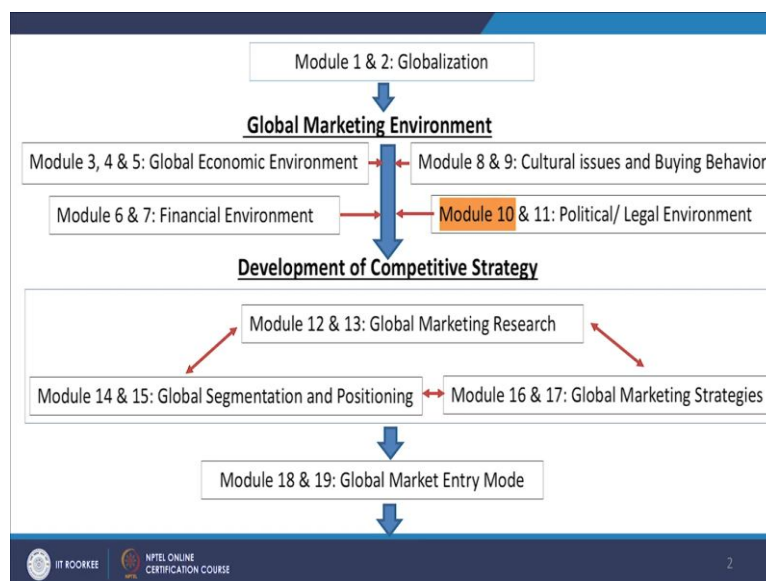 Module 1 & 2: Globalization
Global Marketing Environment
Module 3, 4 & 5: Global Economic Environment
Module 8 & 9: Cultural issues and Buying Behavior
Module 6 & 7: Financial Environment
Module 10 & 11: Political/ Legal Environment
Development of Competitive Strategy
Module 12 & 13: Global Marketing Research
Module 14 & 15: Global Segmentation and Positioning
Module 16 & 17: Global Marketing Strategies
Module 18 & 19: Global Market Entry Mode
IIT ROORKEE
NPTEL ONLINE
CERTIFICATION COURSE
2